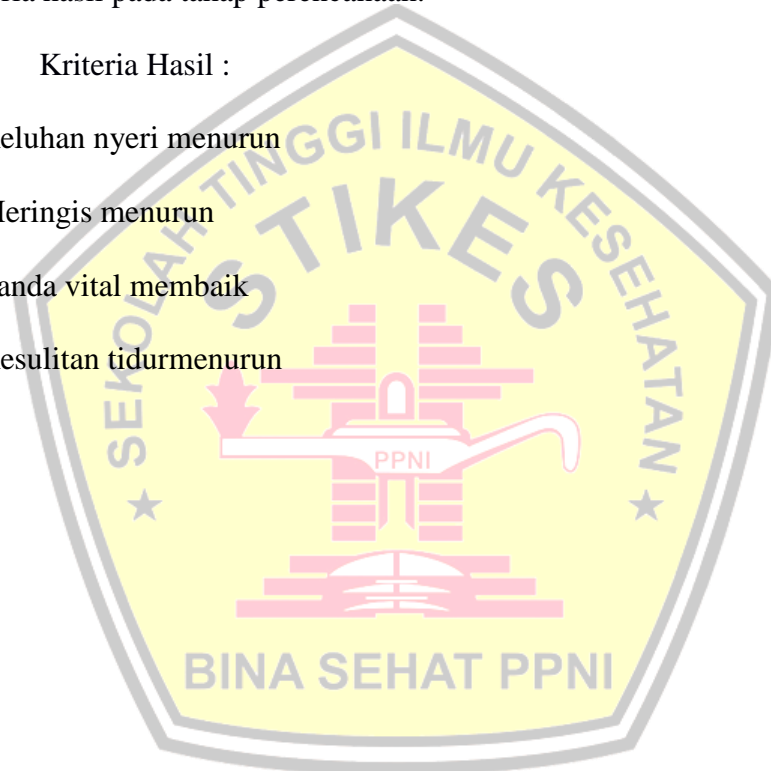 ria hasil pada tahap perencanaan.
Kriteria Hasil :
eluhan nyeri menurun
eringis menurun
anda vital membaik
esulitan tidurmenurun
SEKOLAH TINGGI ILMU KESEHATAN
STIKES
PPNI
BINA SEHAT PPNI